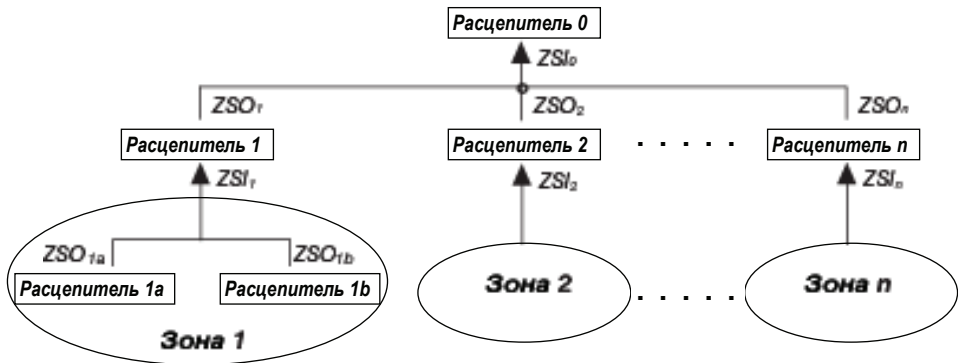 Расцепитель 0
ZSI₀
ZSO₁ ZSO₂ ZSOₙ
Расцепитель 1 Расцепитель 2 . . . . . Расцепитель n
ZSI₁ ZSI₂ ZSIₙ
ZSO₁ₐ ZSO₁b
Расцепитель 1a Расцепитель 1b Зона 2 . . . . . Зона n
Зона 1